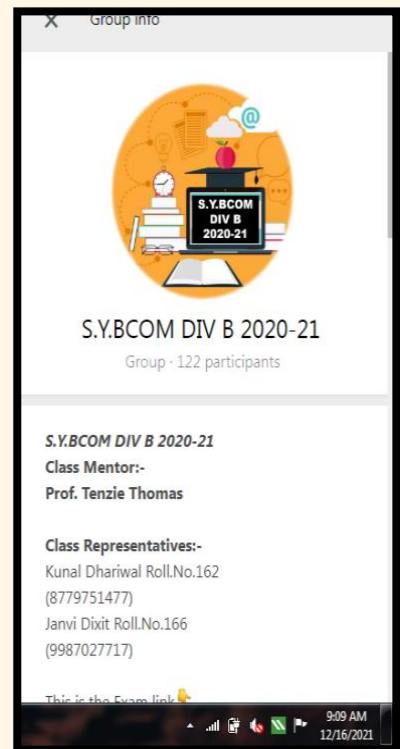 X Group info
@
S.Y.BCOM
DIV B
2020-21
S.Y.BCOM DIV B 2020-21
Group · 122 participants
S.Y.BCOM DIV B 2020-21
Class Mentor:-
Prof. Tenzie Thomas
Class Representatives:-
Kunal Dhariwal Roll.No.162
(8779751477)
Janvi Dixit Roll.No.166
(9987027717)
This is the Exam link👇
9:09 AM
12/16/2021